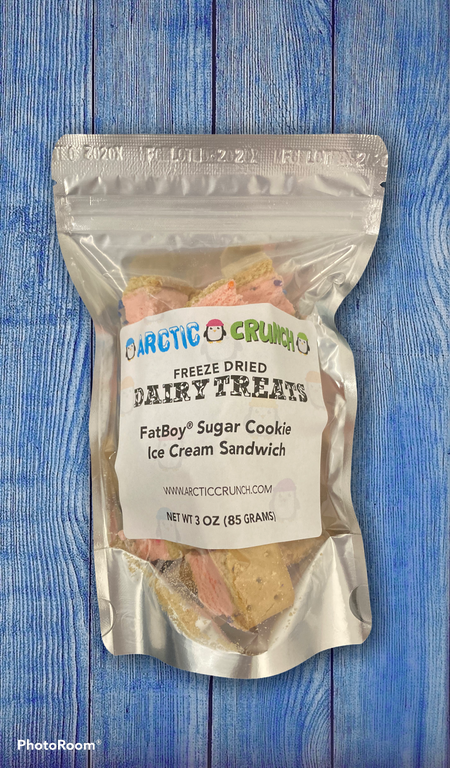 ARCTIC CRUNCH
FREEZE DRIED
DAIRY TREATS
FatBoy® Sugar Cookie
Ice Cream Sandwich
WWW.ARCTICCRUNCH.COM
NET WT 3 OZ (85 GRAMS)
PhotoRoom®